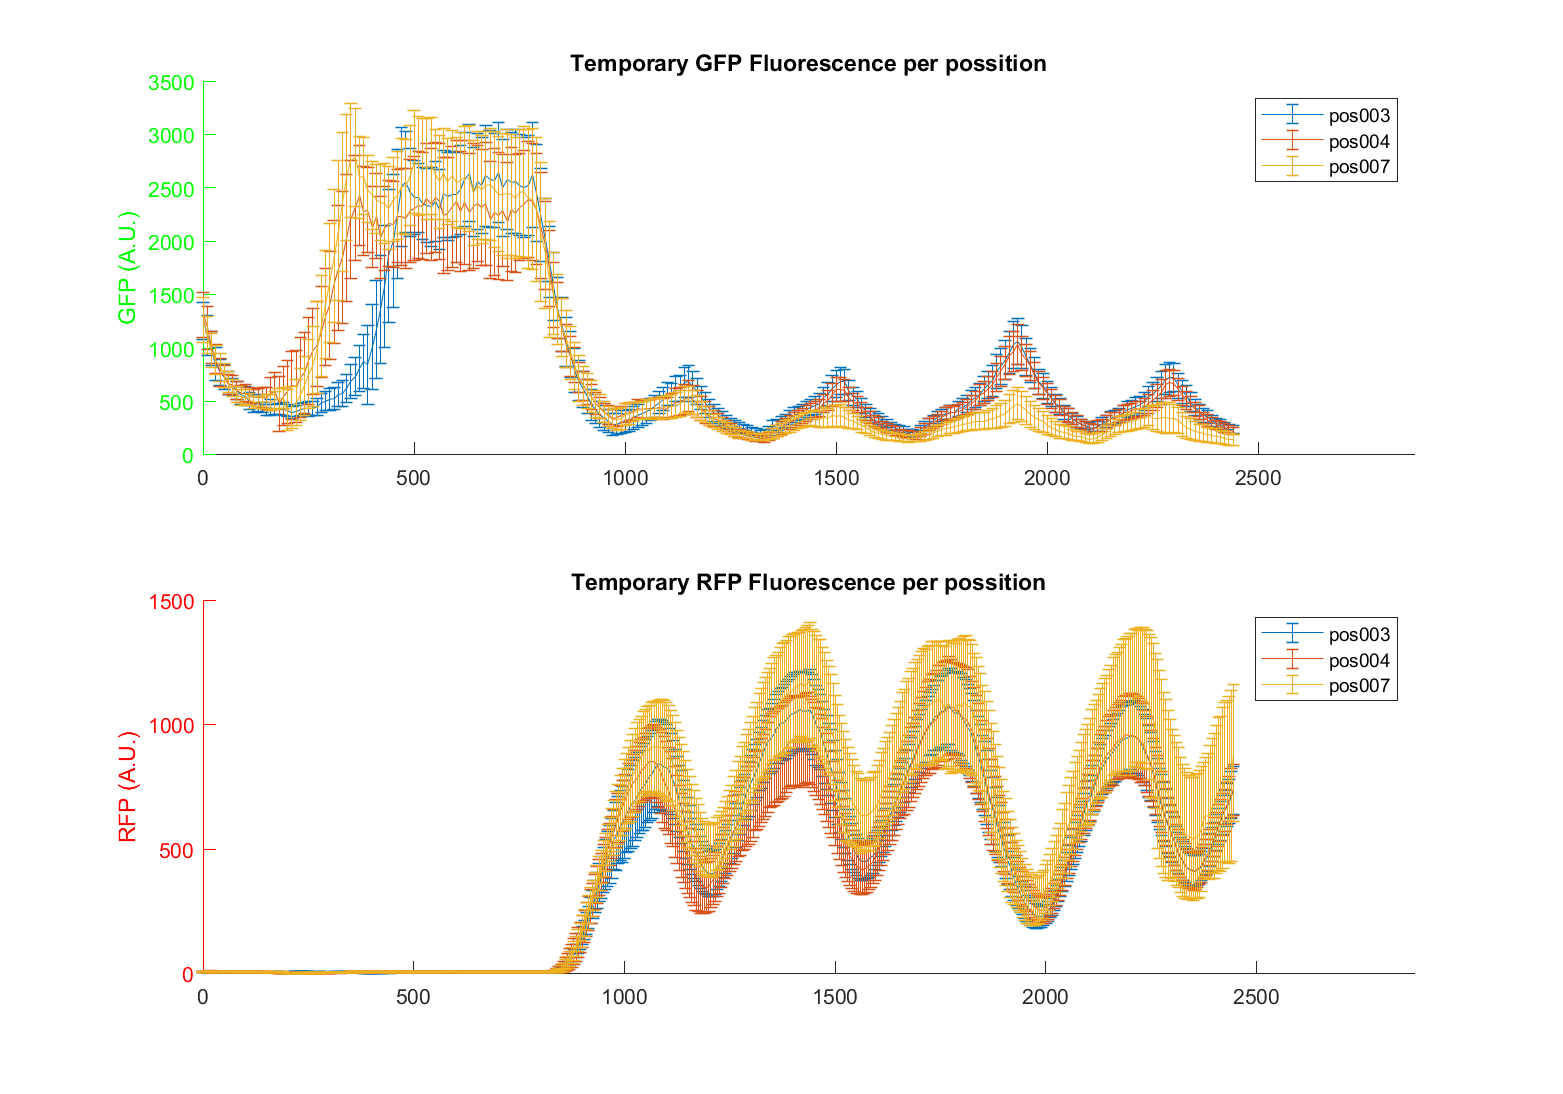 Temporary GFP Fluorescence per possition
3500
3000
2500
2000
1500
1000
500
0
GFP (A.U.)
0 500 1000 1500 2000 2500
pos003
pos004
pos007
Temporary RFP Fluorescence per possition
1500
1000
500
0
RFP (A.U.)
0 500 1000 1500 2000 2500
pos003
pos004
pos007